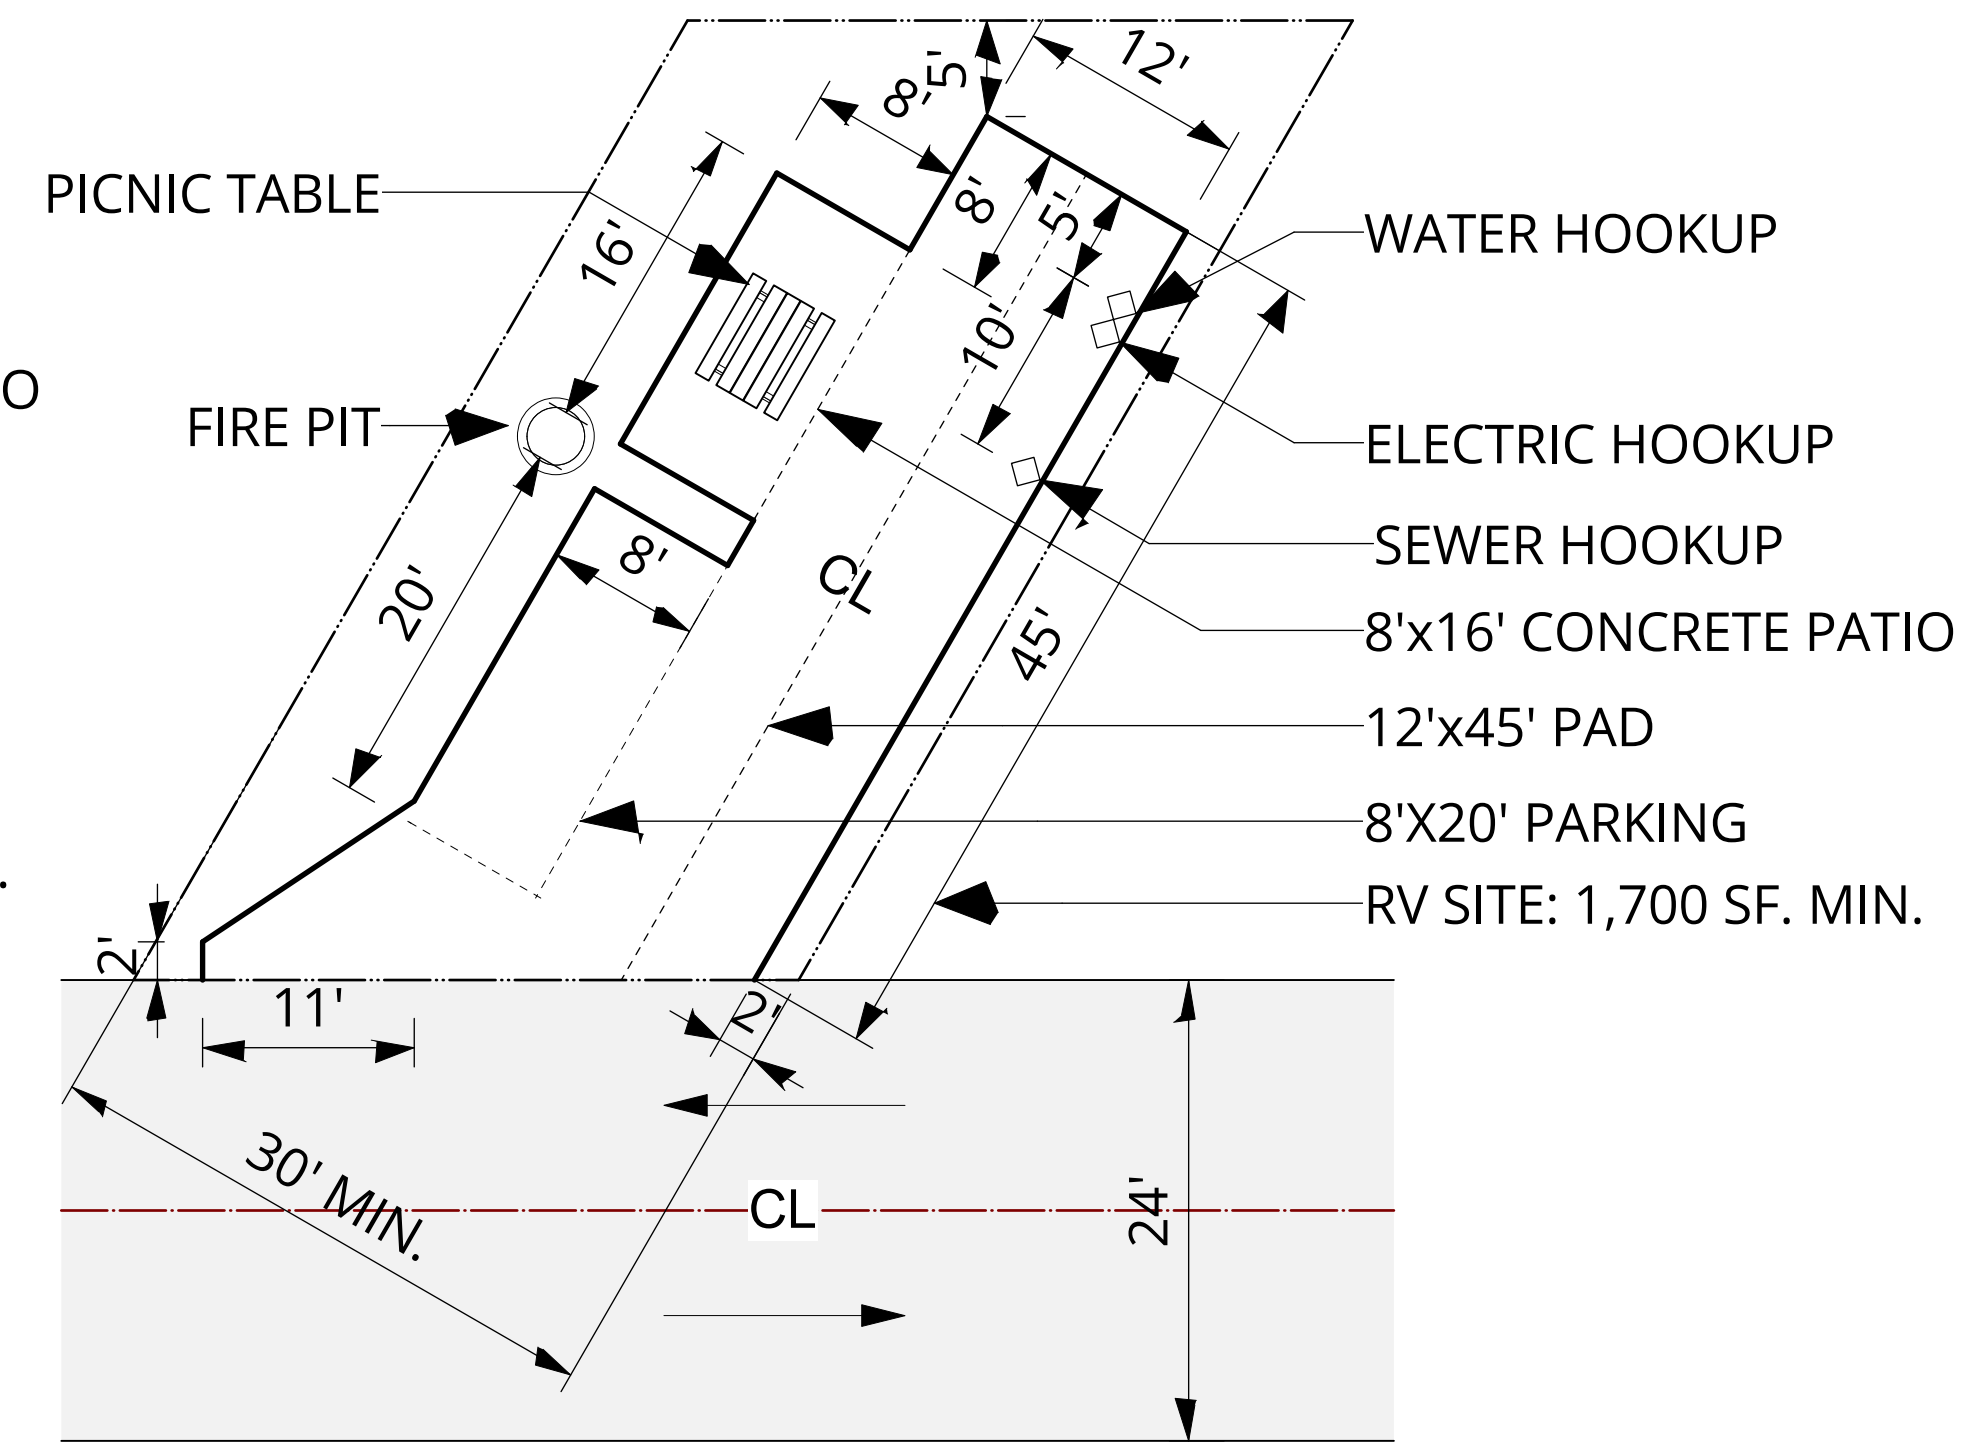 12'
5'
8'
PICNIC TABLE
8'
5'
WATER HOOKUP
16'
10'
O
FIRE PIT
ELECTRIC HOOKUP
SEWER HOOKUP
8'
CL
20'
45'
8'x16' CONCRETE PATIO
12'x45' PAD
8'X20' PARKING
.
RV SITE: 1,700 SF. MIN.
2'
11'
2'
30' MIN.
CL
24'